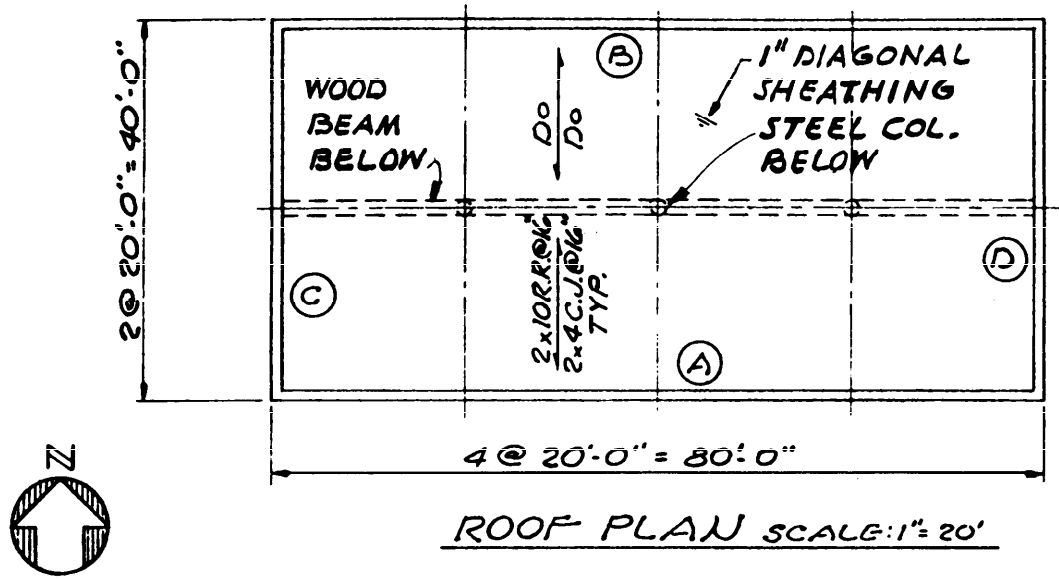 WOOD
BEAM
BELOW
B
1" DIAGONAL
SHEATHING
STEEL COL.
BELOW
DO
DO
2@ 20'-0" = 40'-0"
2x10 R.R.@16"
2x4 C.J.@16"
TYP.
C
D
A
4 @ 20'-0" = 80'-0"
N
ROOF PLAN SCALE: 1"= 20'